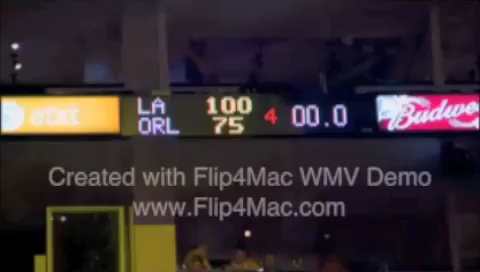 at&t
LA 100
ORL 75
4 00.0
Budwe
Created with Flip4Mac WMV Demo
www.Flip4Mac.com